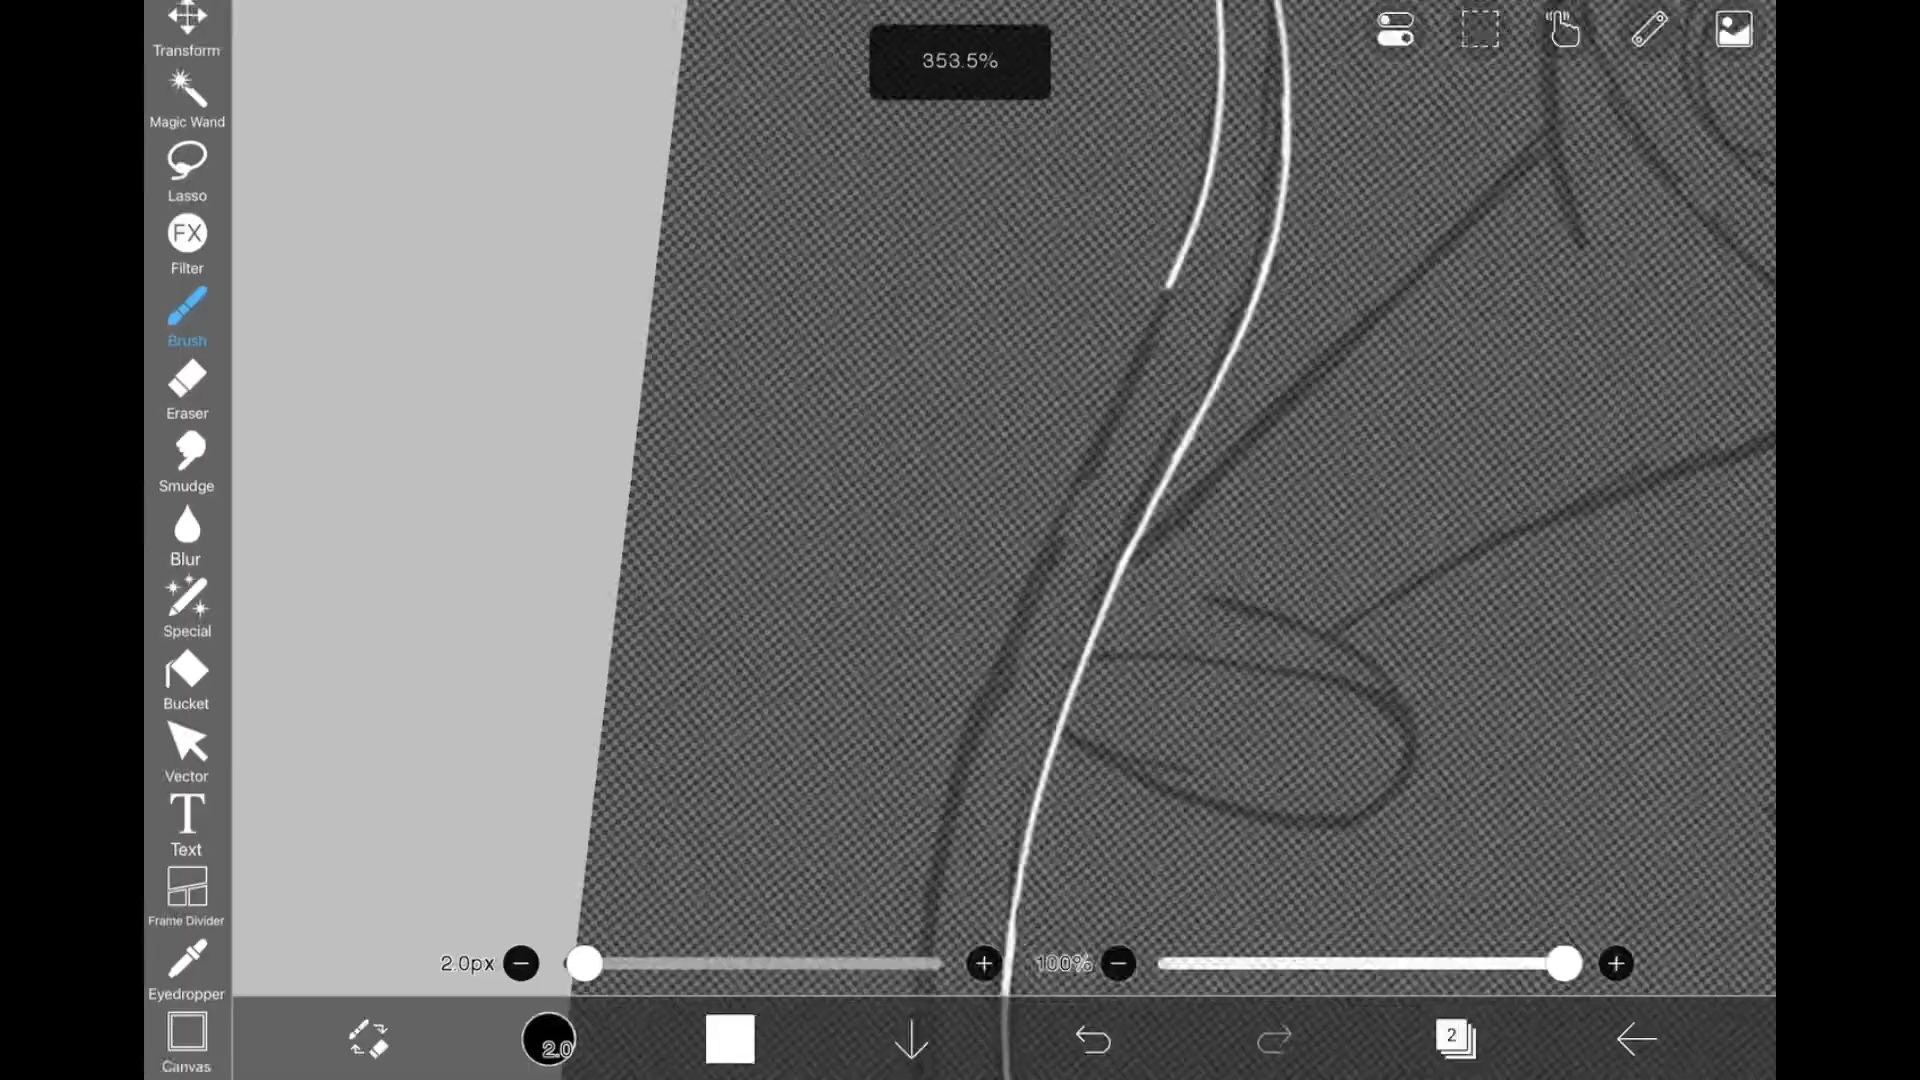 Transform
353.5%
Magic Wand
Lasso
FX
Filter
Brush
Eraser
Smudge
Blur
Special
Bucket
Vector
T
Text
Frame Divider
Eyedropper
2.0px
100%
Canvas
2.0
2